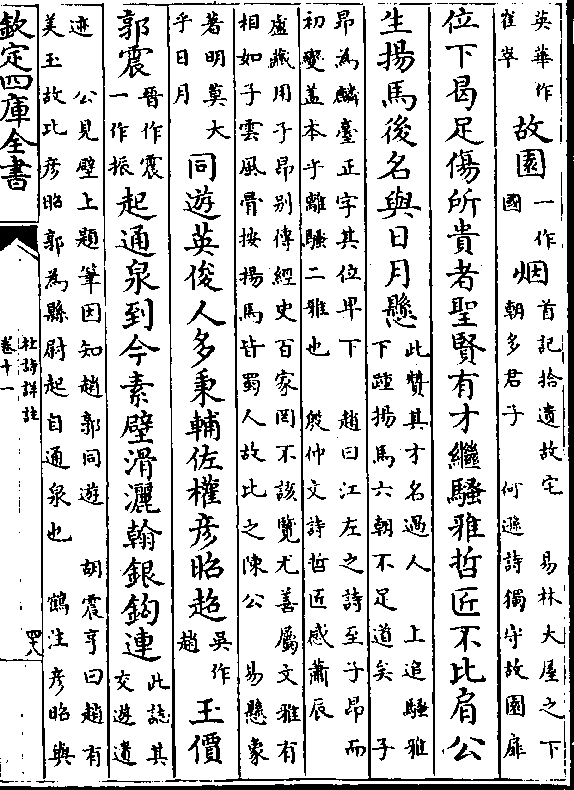 英華作
崔崒
故園
一作
國
烟
首記拾遺故宅 易林大屋之下
朝多君子 何遜詩獨守故園扉
位下曷足傷所貴者聖賢有才繼騷雅哲匠不比肩公
生揚馬後名與日月懸
此贊其才名過人 上追騷雅
下踵揚馬六朝不足道矣 子
昂為麟臺正字其位卑下 趙曰江左之詩至子昂而
初變盖本乎離騷二雅也 殷仲文詩哲匠感蕭辰
盧藏用子昂別傳經史百家罔不該覽尤善屬文雅有
相如子雲風骨按揚馬皆蜀人故比之陳公 易懸象
著明莫大
乎日月
同遊英俊人多秉輔佐權彦昭超
吳作
趙
玉價
郭震
晉作震
一作振
起通泉到今素壁滑灑翰銀鈎連
此誌其
交遊遺
迹 公見壁上題筆因知趙郭同遊 胡震亨曰趙有
美玉故比彦昭郭為縣尉起自通泉也 鶴注彦昭與
欽定四庫全書
杜詩詳註
卷十一